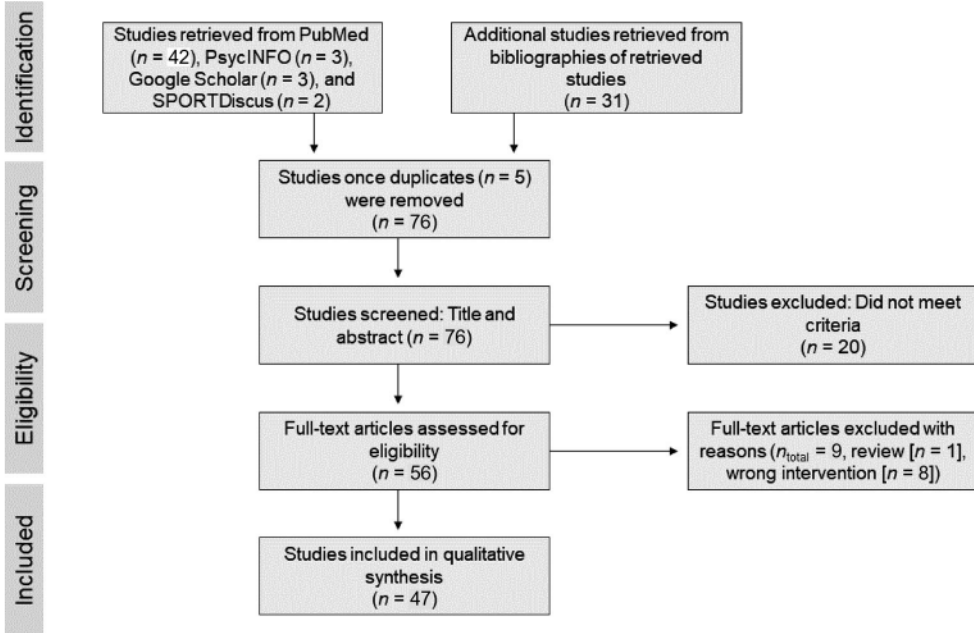 Identification
Studies retrieved from PubMed
(n = 42), PsycINFO (n = 3),
Google Scholar (n = 3), and
SPORTDiscus (n = 2)
Additional studies retrieved from
bibliographies of retrieved
studies
(n = 31)
Screening
Studies once duplicates (n = 5)
were removed
(n = 76)
Studies screened: Title and
abstract (n = 76)
Studies excluded: Did not meet
criteria
(n = 20)
Eligibility
Full-text articles assessed for
eligibility
(n = 56)
Full-text articles excluded with
reasons (ntotal = 9, review [n = 1],
wrong intervention [n = 8])
Included
Studies included in qualitative
synthesis
(n = 47)